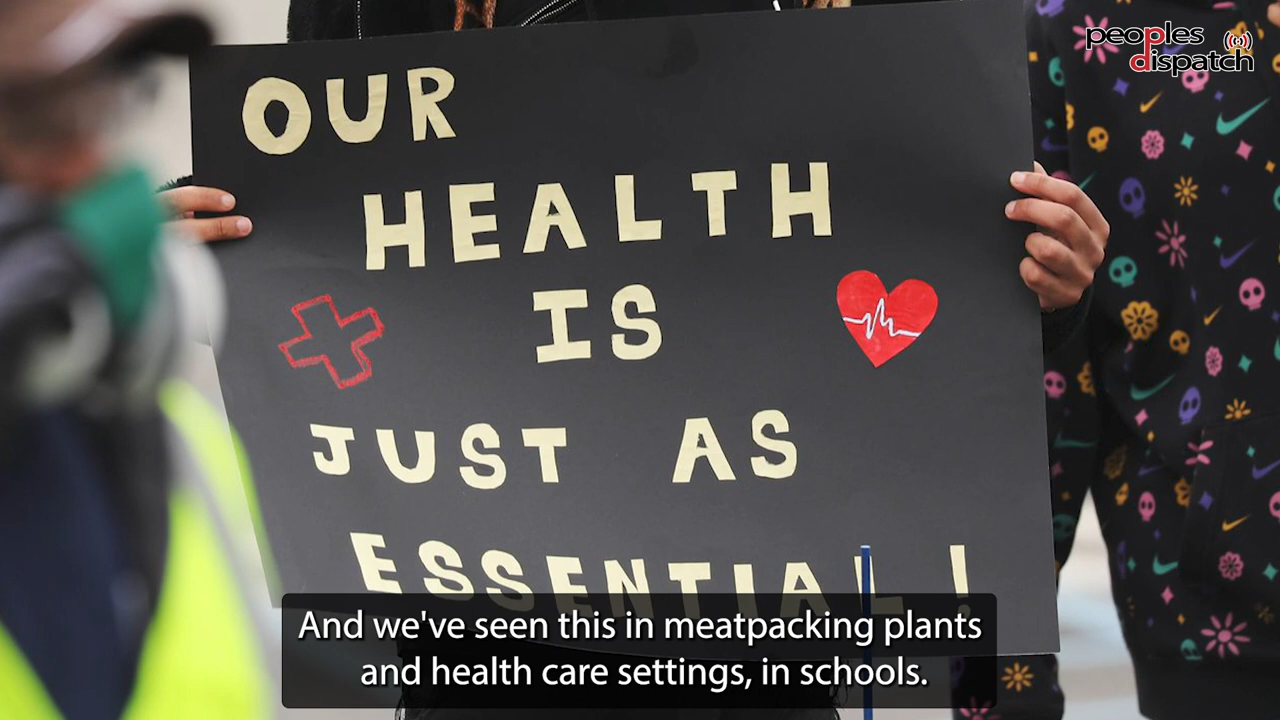 peoples
dispatch
OUR
HEALTH
IS
JUST AS
ESSENTIAL!
And we've seen this in meatpacking plants
and health care settings, in schools.